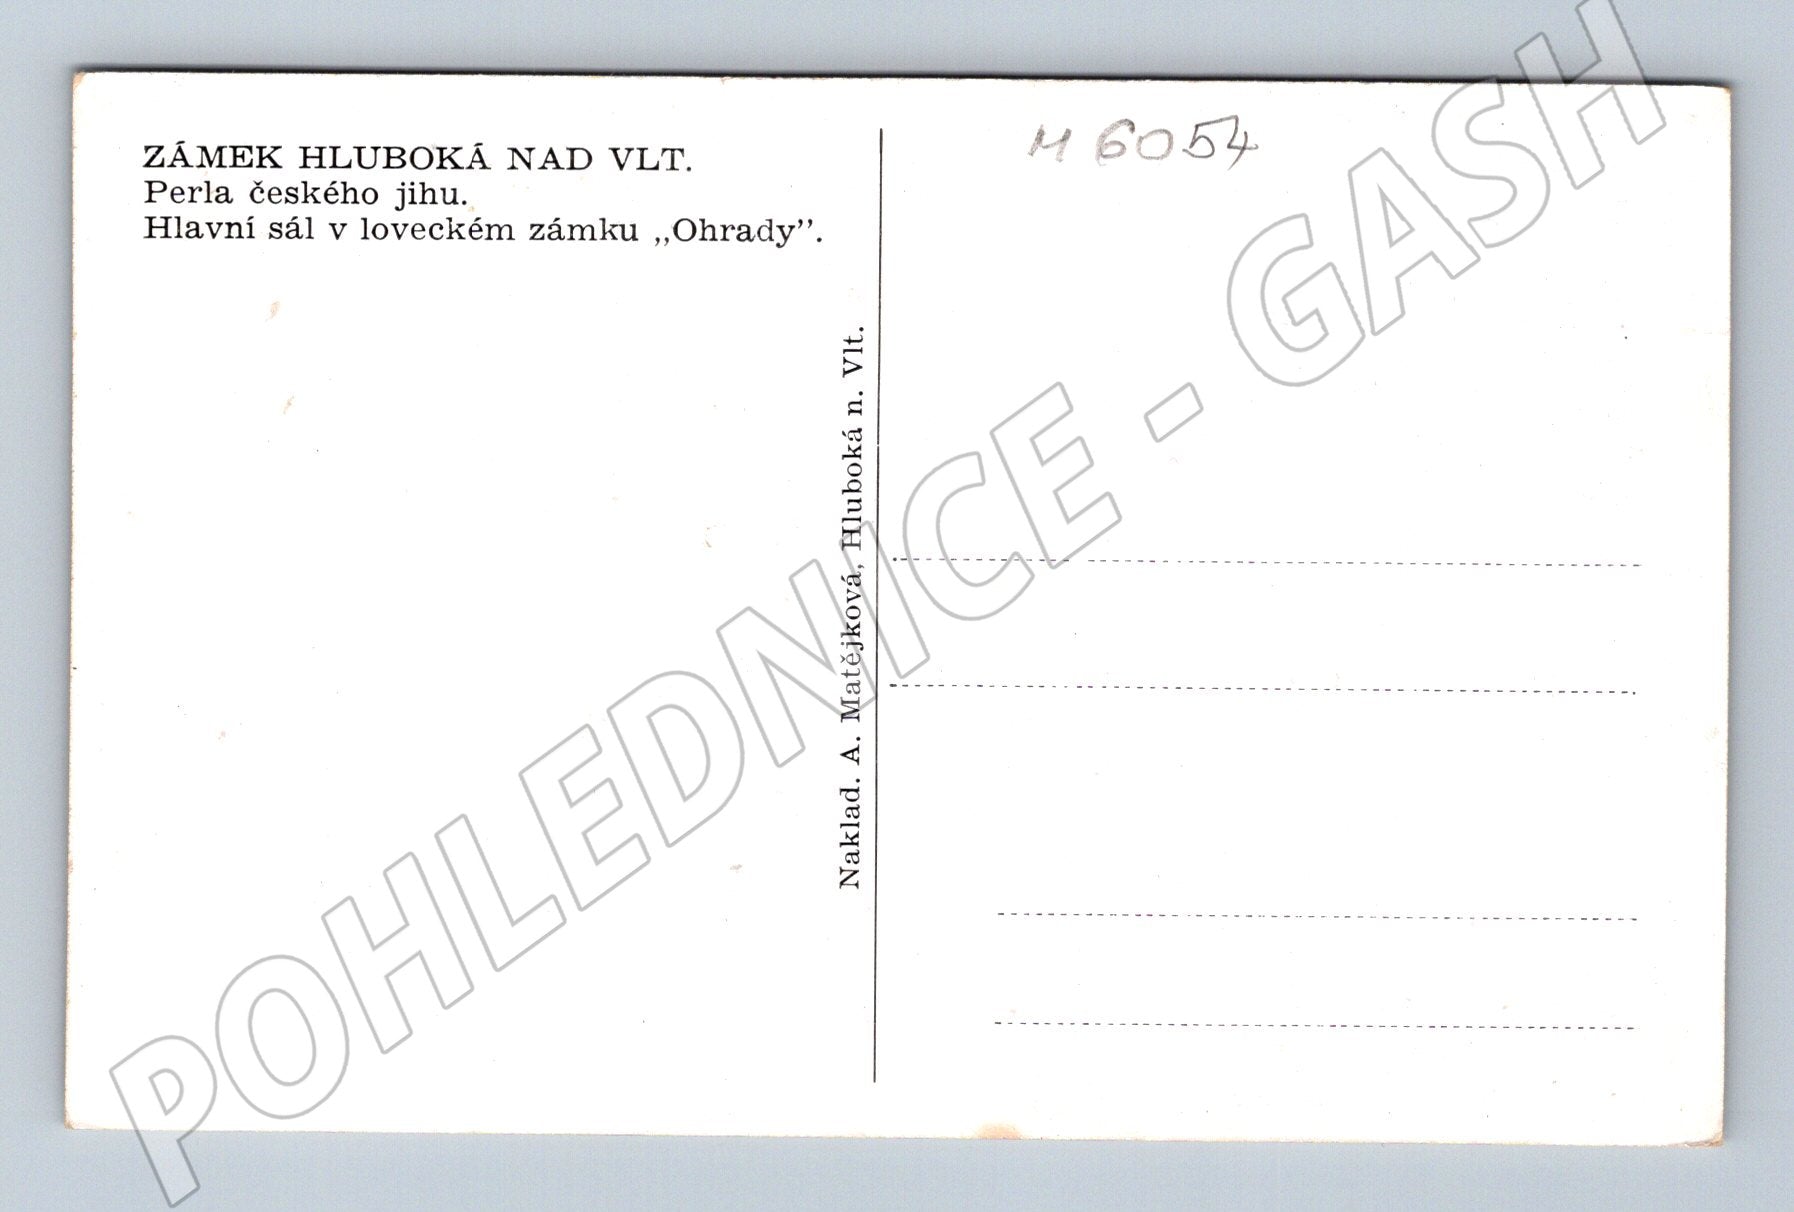 ZÁMEK HLUBOKÁ NAD VLT.
Perla českého jihu.
Hlavní sál v loveckém zámku „Ohrady”.
Naklad. A. Matějková, Hluboká n. Vlt.
M 6054
POHLEDNICE - GASH